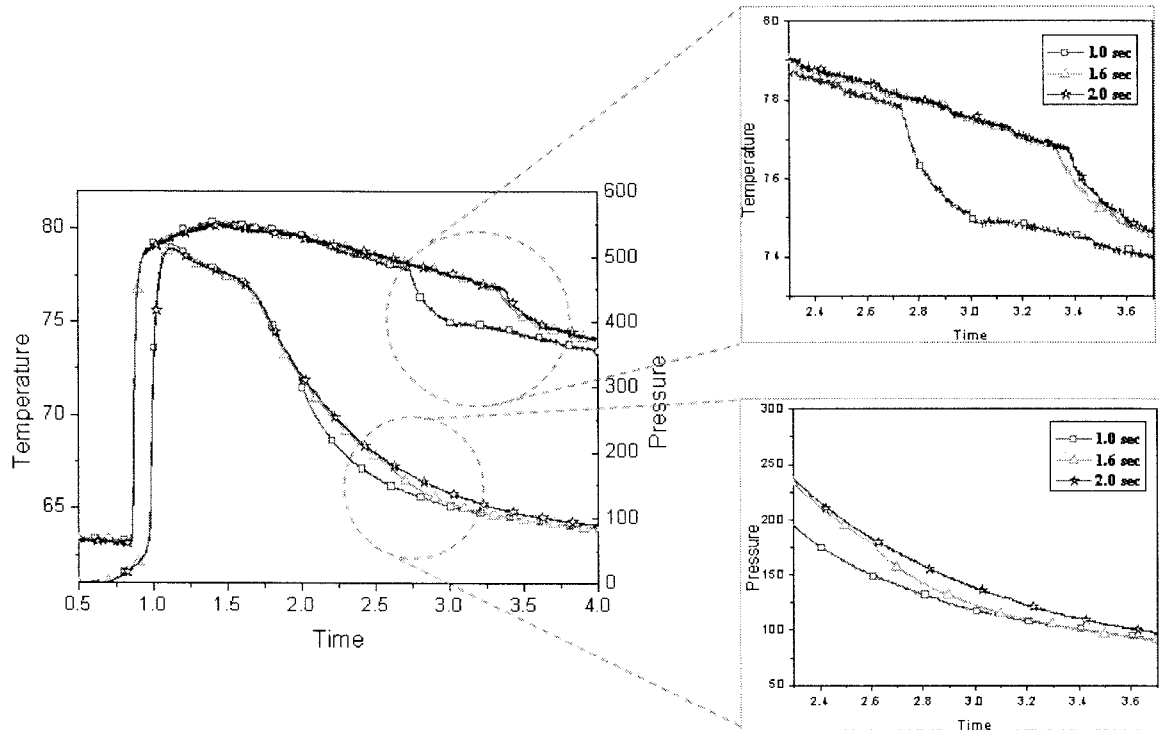 80
75
70
65
Temperature
600
500
400
300
200
100
0
Pressure
0.5 1.0 1.5 2.0 2.5 3.0 3.5 4.0
Time
80
78
76
74
Temperature
1.0 sec
1.6 sec
2.0 sec
2.4 2.6 2.8 3.0 3.2 3.4 3.6
Time
300
250
200
150
100
50
Pressure
1.0 sec
1.6 sec
2.0 sec
2.4 2.6 2.8 3.0 3.2 3.4 3.6
Time